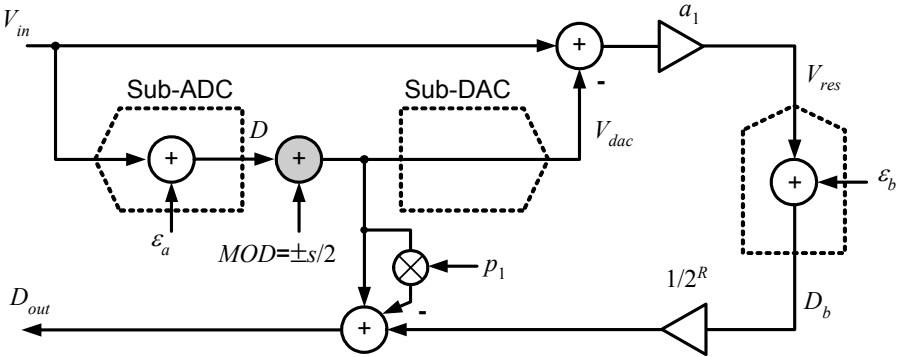 V_in
a_1
Sub-ADC
Sub-DAC
V_res
D
V_dac
+
+
+
-
+
ε_b
ε_a
MOD=±s/2
p_1
1/2^R
D_out
D_b
-
+